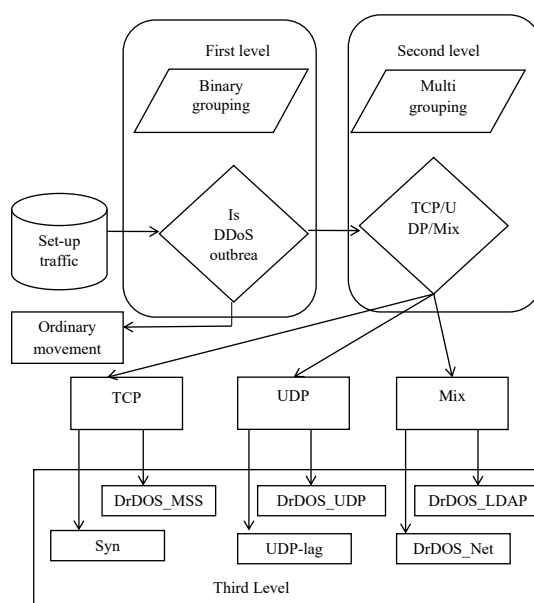 First level
Second level
Binary
grouping
Multi
grouping
Set-up
traffic
Is
DDoS
outbrea
TCP/U
DP/Mix
Ordinary
movement
TCP
UDP
Mix
DrDOS_MSS
DrDOS_UDP
DrDOS_LDAP
Syn
UDP-lag
DrDOS_Net
Third Level